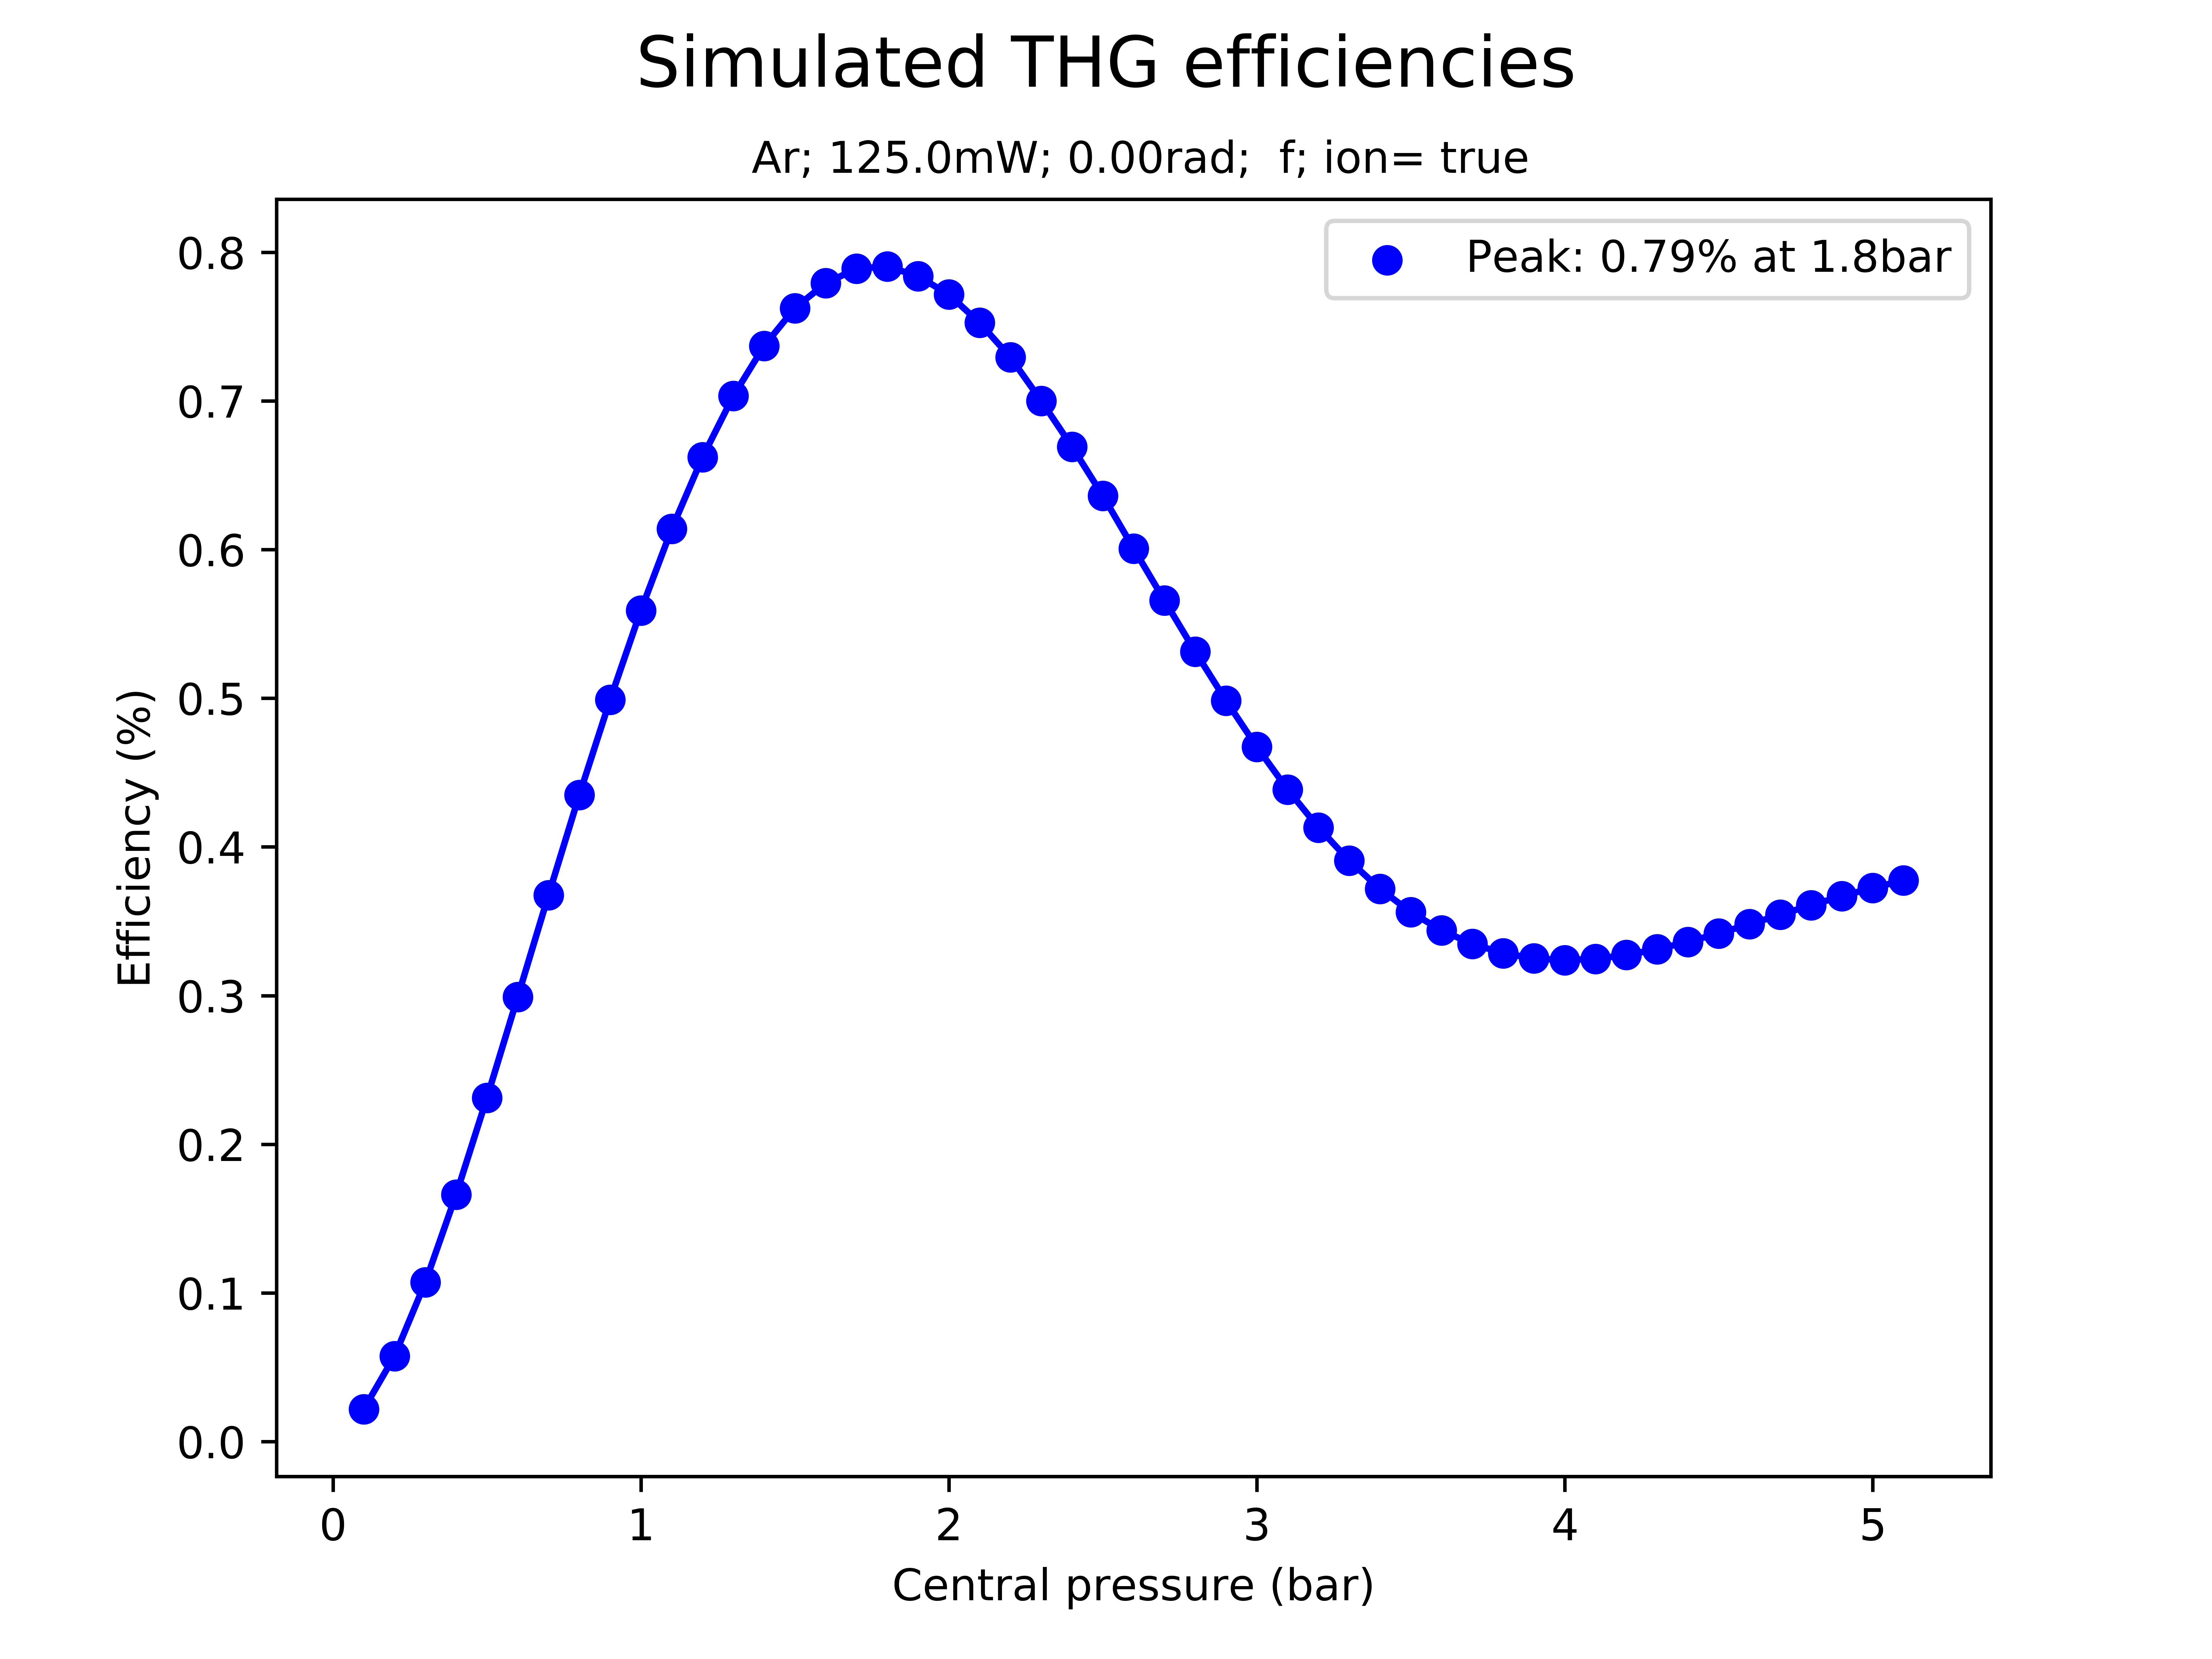 Simulated THG efficiencies
Ar; 125.0mW; 0.00rad;  f; ion= true
Peak: 0.79% at 1.8bar
Efficiency (%)
0.8
0.7
0.6
0.5
0.4
0.3
0.2
0.1
0.0
0 1 2 3 4 5
Central pressure (bar)